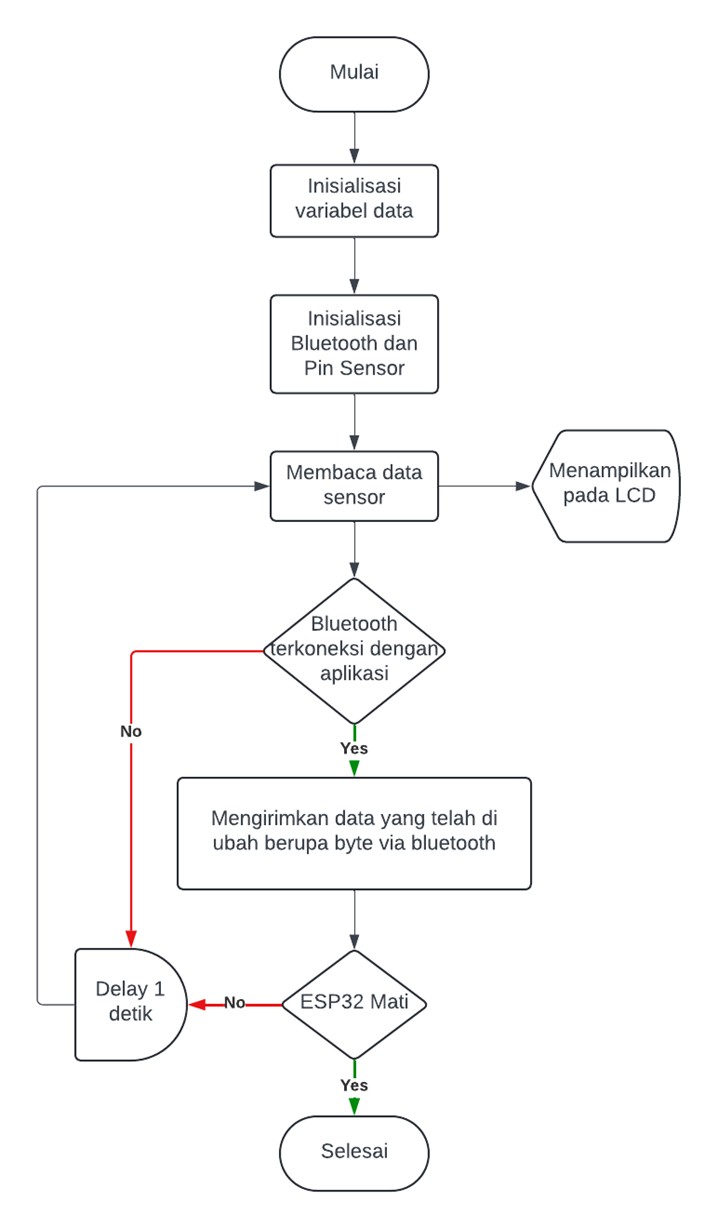 Mulai
Inisialisasi
variabel data
Inisialisasi
Bluetooth dan
Pin Sensor
Membaca data
sensor
Menampilkan
pada LCD
Bluetooth
terkoneksi dengan
aplikasi
No
Yes
Mengirimkan data yang telah di
ubah berupa byte via bluetooth
Delay 1
detik
No
ESP32 Mati
Yes
Selesai